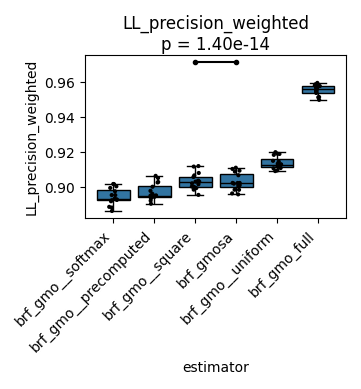 LL_precision_weighted
p = 1.40e-14
LL_precision_weighted
0.96
0.94
0.92
0.90
brf_gmo__softmax
brf_gmo__precomputed
brf_gmo__square
brf_gmosa
brf_gmo__uniform
brf_gmo_full
estimator